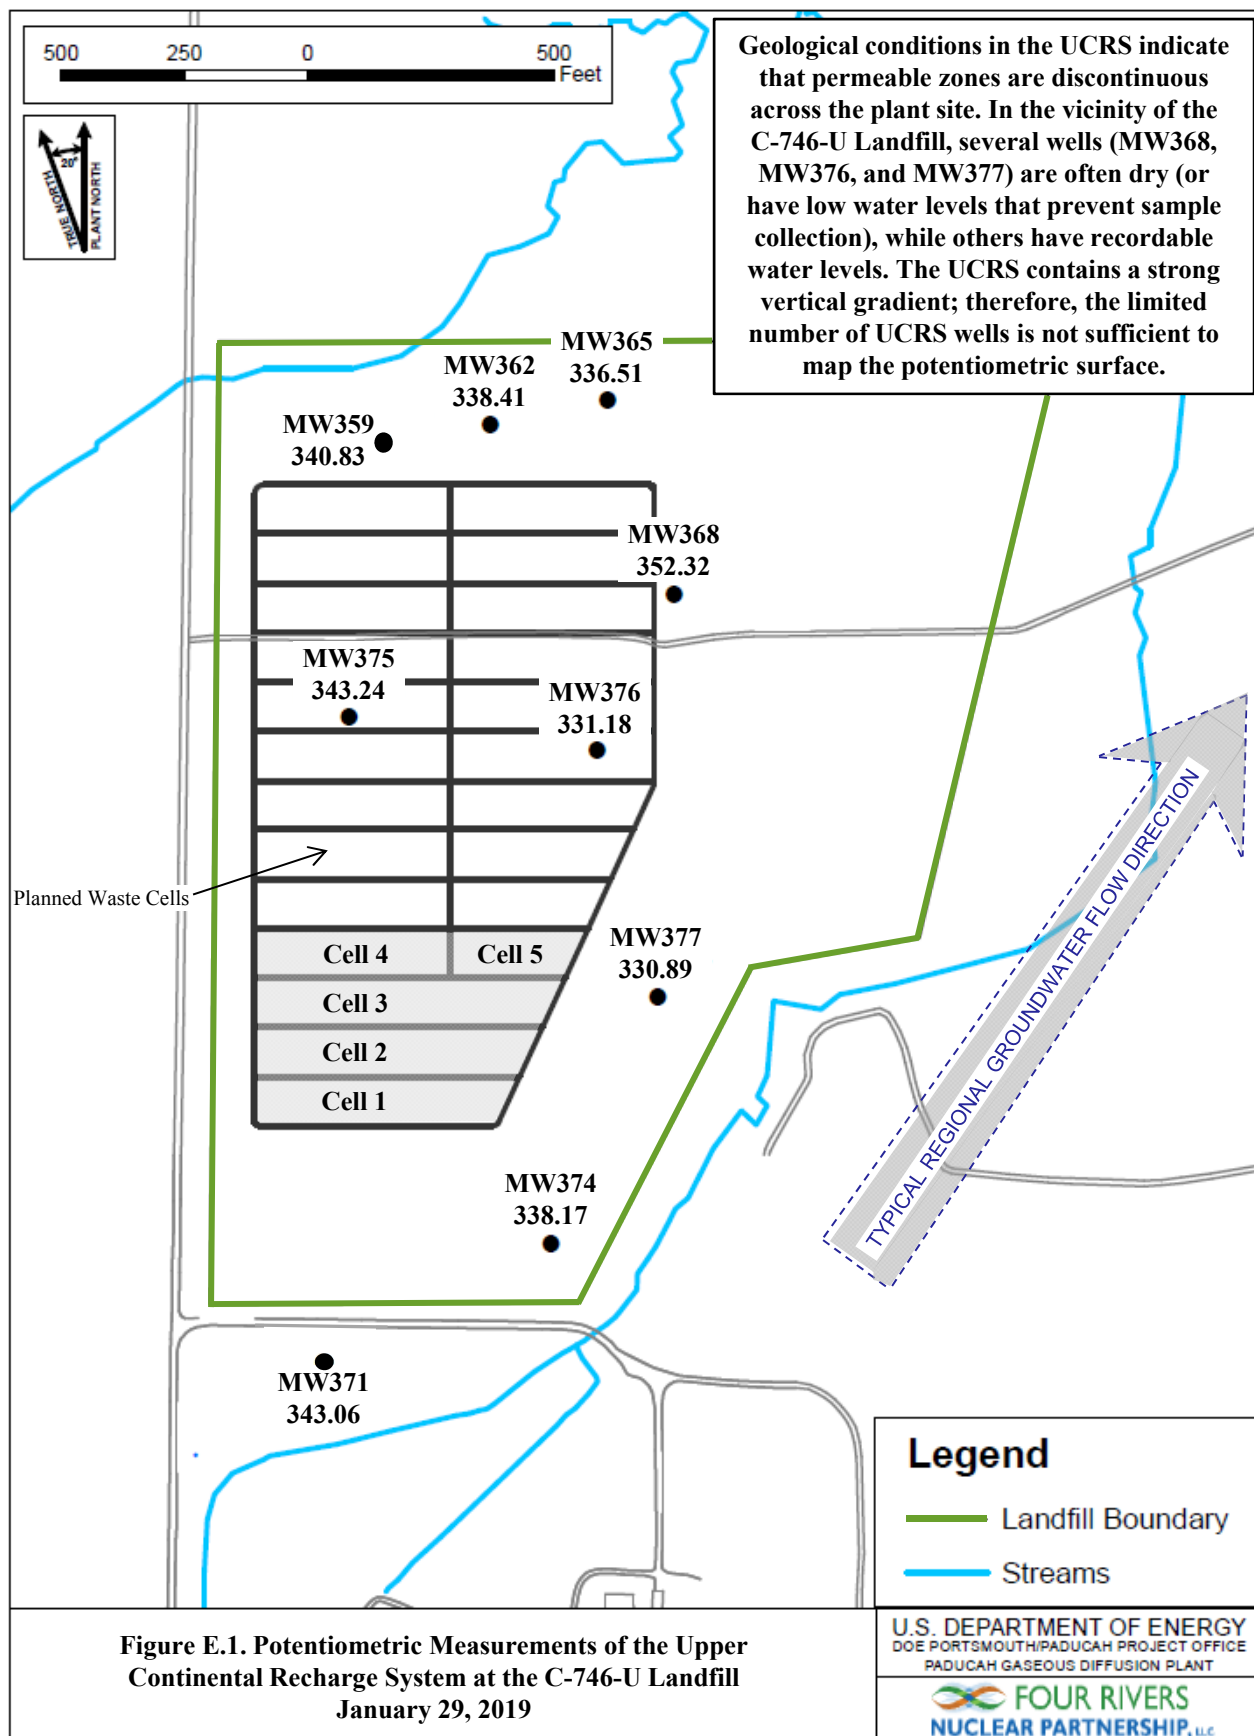 500 250 0 500
Feet
20°
TRUE NORTH
PLANT NORTH
Geological conditions in the UCRS indicate
that permeable zones are discontinuous
across the plant site. In the vicinity of the
C-746-U Landfill, several wells (MW368,
MW376, and MW377) are often dry (or
have low water levels that prevent sample
collection), while others have recordable
water levels. The UCRS contains a strong
vertical gradient; therefore, the limited
number of UCRS wells is not sufficient to
map the potentiometric surface.
MW365
336.51
MW362
338.41
MW359
340.83
MW368
352.32
MW375
343.24
MW376
331.18
Planned Waste Cells
Cell 4
Cell 5
Cell 3
Cell 2
Cell 1
MW377
330.89
TYPICAL REGIONAL GROUNDWATER FLOW DIRECTION
MW374
338.17
MW371
343.06
Legend
Landfill Boundary
Streams
Figure E.1. Potentiometric Measurements of the Upper
Continental Recharge System at the C-746-U Landfill
January 29, 2019
U.S. DEPARTMENT OF ENERGY
DOE PORTSMOUTH/PADUCAH PROJECT OFFICE
PADUCAH GASEOUS DIFFUSION PLANT
FOUR RIVERS
NUCLEAR PARTNERSHIP, LLC